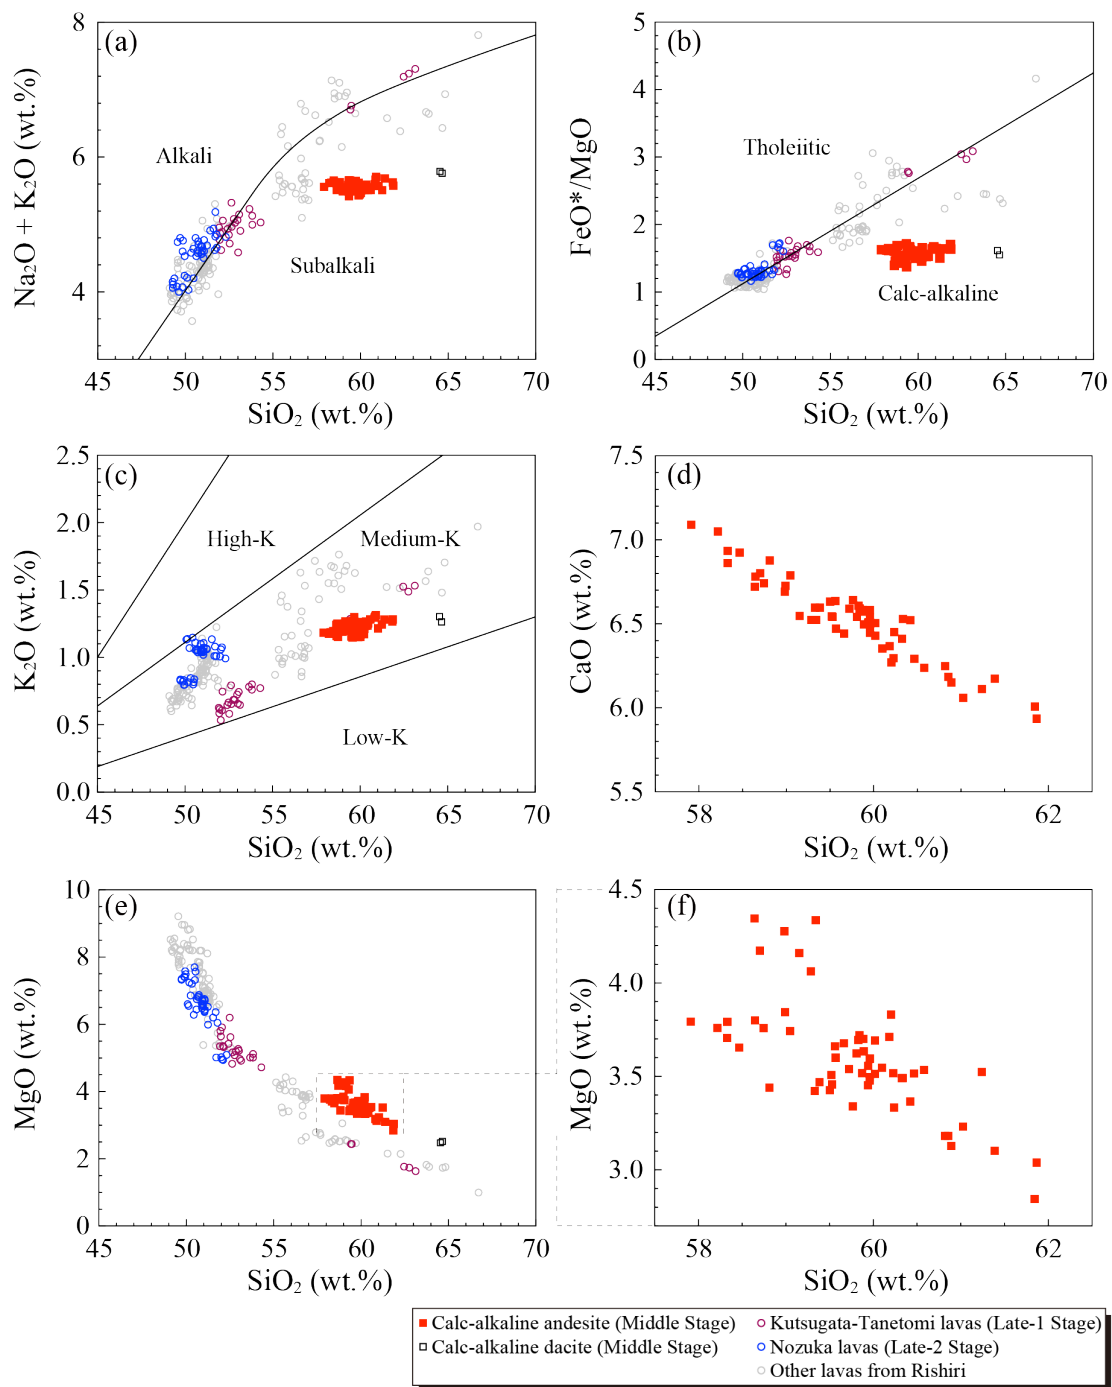 (a)
Alkali
Subalkali
Na₂O + K₂O (wt.%)
8
6
4
45 50 55 60 65 70
SiO₂ (wt.%)
(b)
Tholeiitic
Calc-alkaline
FeO*/MgO
5
4
3
2
1
0
45 50 55 60 65 70
SiO₂ (wt.%)
(c)
High-K
Medium-K
Low-K
K₂O (wt.%)
2.5
2.0
1.5
1.0
0.5
0.0
45 50 55 60 65 70
SiO₂ (wt.%)
(d)
CaO (wt.%)
7.5
7.0
6.5
6.0
5.5
58 60 62
SiO₂ (wt.%)
(e)
MgO (wt.%)
10
8
6
4
2
0
45 50 55 60 65 70
SiO₂ (wt.%)
(f)
MgO (wt.%)
4.5
4.0
3.5
3.0
58 60 62
SiO₂ (wt.%)
Calc-alkaline andesite (Middle Stage)
Calc-alkaline dacite (Middle Stage)
Kutsugata-Tanetomi lavas (Late-1 Stage)
Nozuka lavas (Late-2 Stage)
Other lavas from Rishiri